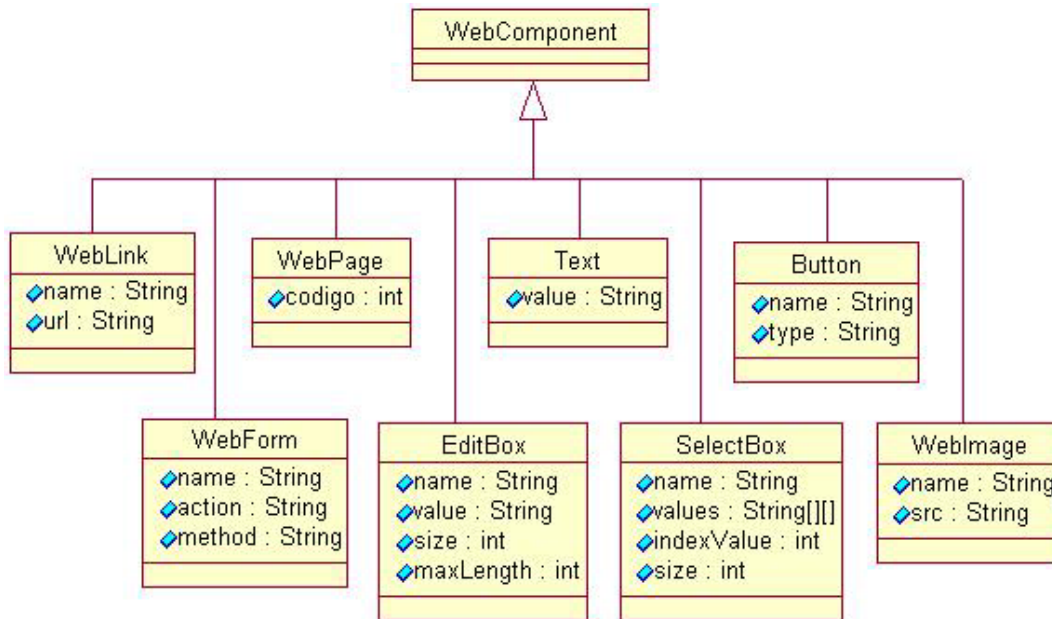 WebComponent
WebLink
name : String
url : String
WebPage
codigo : int
Text
value : String
Button
name : String
type : String
WebForm
name : String
action : String
method : String
EditBox
name : String
value : String
size : int
maxLength : int
SelectBox
name : String
values : String[][]
indexValue : int
size : int
WebImage
name : String
src : String